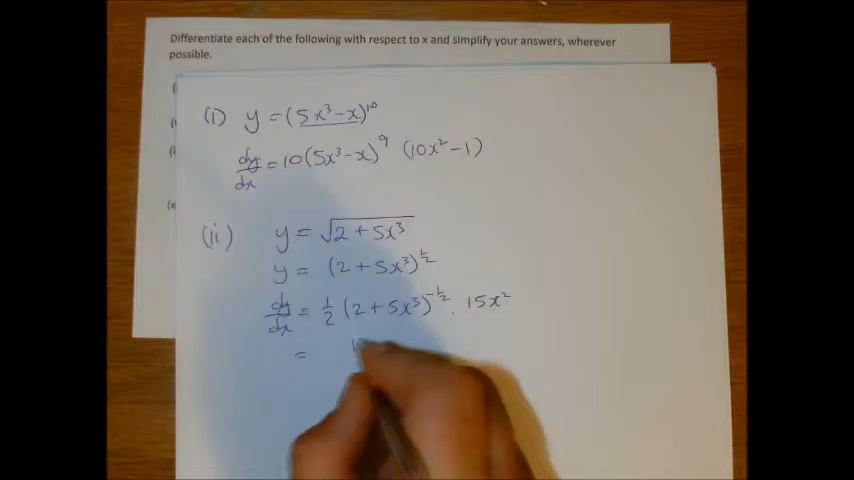 Differentiate each of the following with respect to x and simplify your answers, wherever
possible.
(i) y = (5x³ - x)¹⁰
dy/dx = 10(5x³ - x)⁹ (10x² - 1)
(ii) y = √(2 + 5x³)
y = (2 + 5x³)^½
dy/dx = ½ (2 + 5x³)^-½ . 15x²
=